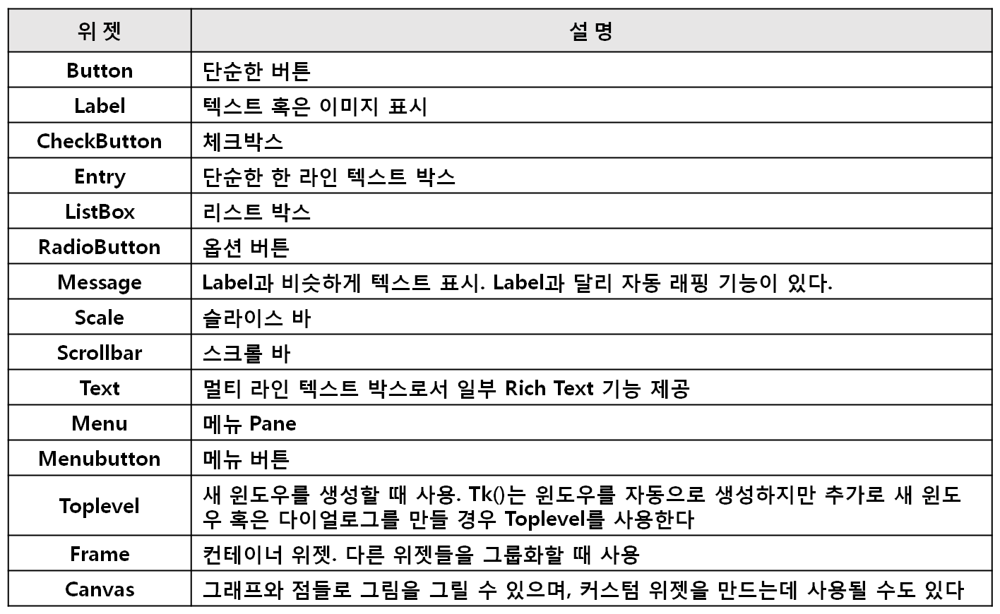 위 젯 설 명
Button 단순한 버튼
Label 텍스트 혹은 이미지 표시
CheckButton 체크박스
Entry 단순한 한 라인 텍스트 박스
ListBox 리스트 박스
RadioButton 옵션 버튼
Message Label과 비슷하게 텍스트 표시. Label과 달리 자동 래핑 기능이 있다.
Scale 슬라이스 바
Scrollbar 스크롤 바
Text 멀티 라인 텍스트 박스로서 일부 Rich Text 기능 제공
Menu 메뉴 Pane
Menubutton 메뉴 버튼
Toplevel 새 윈도우를 생성할 때 사용. Tk()는 윈도우를 자동으로 생성하지만 추가로 새 윈도
우 혹은 다이얼로그를 만들 경우 Toplevel를 사용한다
Frame 컨테이너 위젯. 다른 위젯들을 그룹화할 때 사용
Canvas 그래프와 점들로 그림을 그릴 수 있으며, 커스텀 위젯을 만드는데 사용될 수도 있다